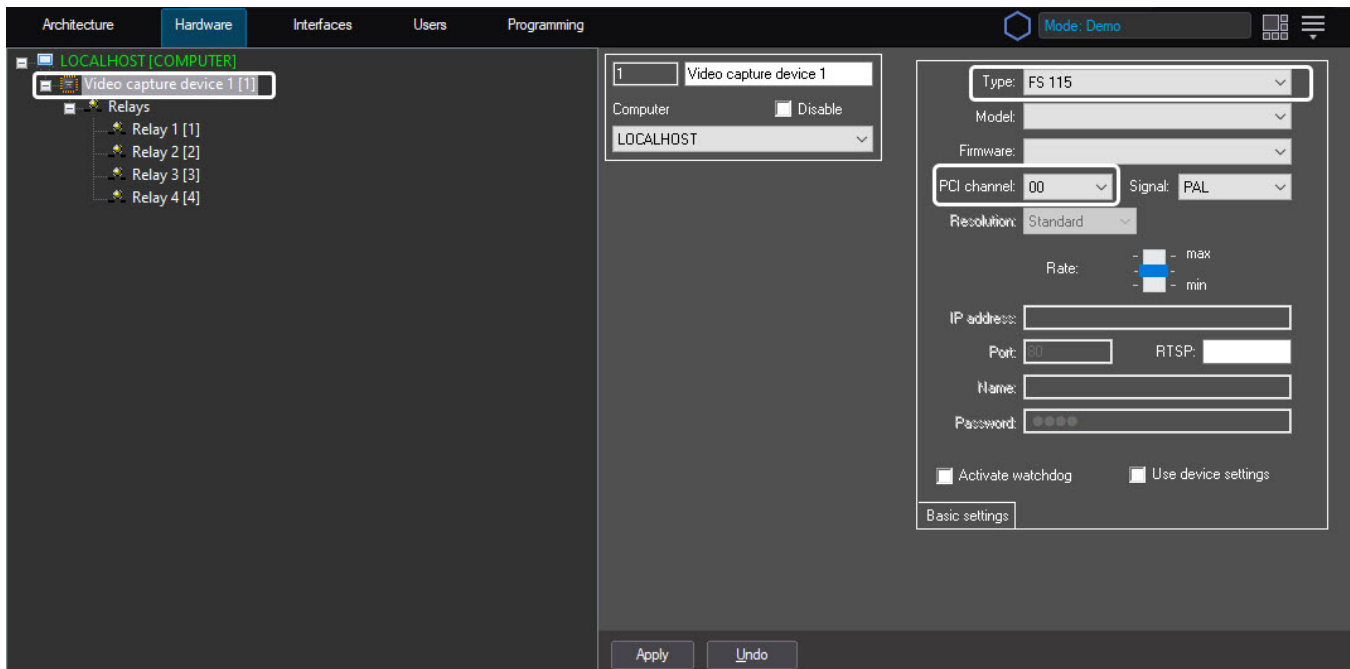 Architecture Hardware Interfaces Users Programming Mode: Demo
LOCALHOST [COMPUTER]
Video capture device 1 [1]
Relays
Relay 1 [1]
Relay 2 [2]
Relay 3 [3]
Relay 4 [4]
1 Video capture device 1
Computer Disable
LOCALHOST
Type: FS 115
Model:
Firmware:
PCI channel: 00 Signal: PAL
Resolution: Standard
Rate: max
min
IP address:
Port: 80 RTSP:
Name:
Password:
Activate watchdog Use device settings
Basic settings
Apply Undo